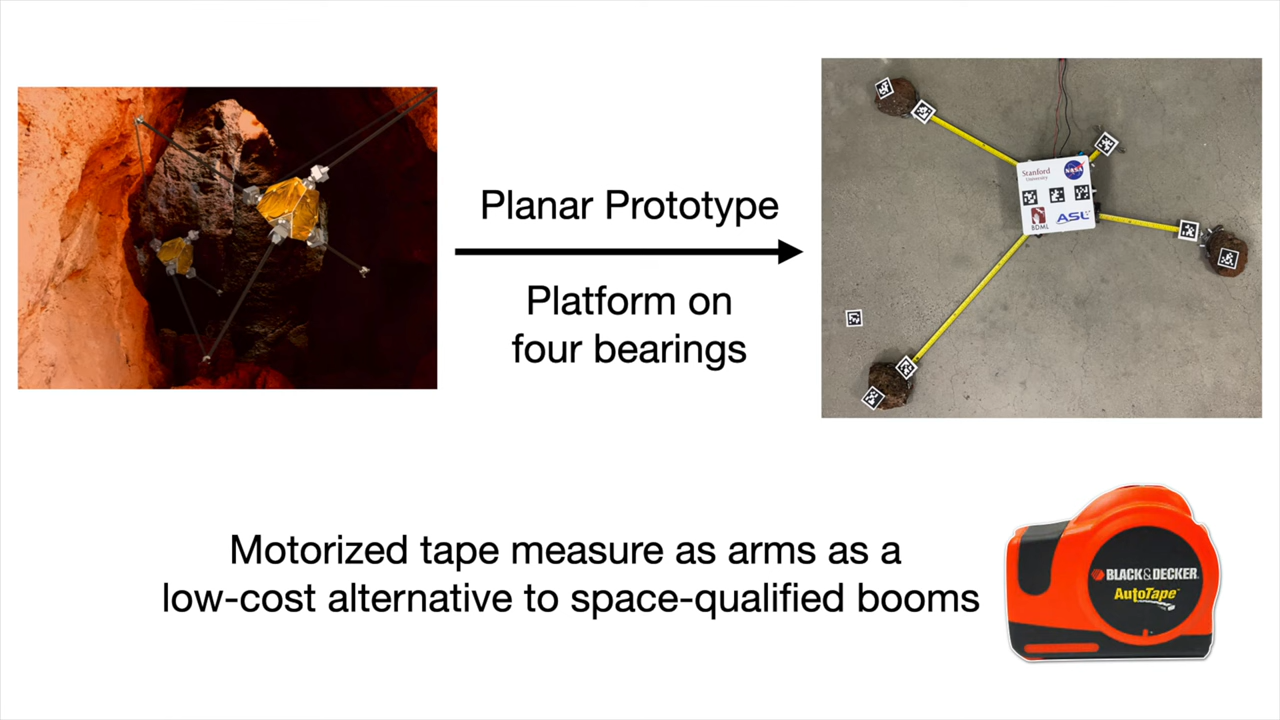 Planar Prototype
Platform on
four bearings
Stanford
University
NASA
BDML
ASL
Motorized tape measure as arms as a
low-cost alternative to space-qualified booms
BLACK&DECKER
AutoTape